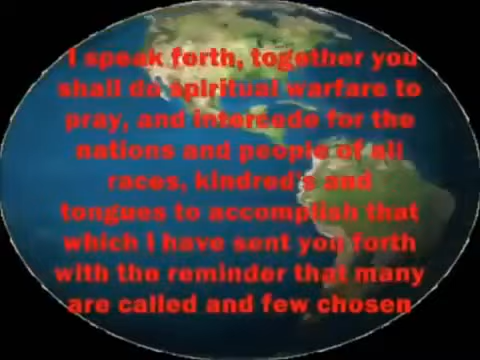 I speak forth, together you
shall do spiritual warfare to
pray, and intercede for the
nations and people of all
races, kindred's and
tongues to accomplish that
which I have sent you forth
with the reminder that many
are called and few chosen